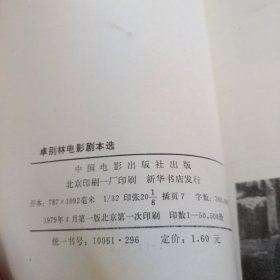 卓别林电影剧本选
中国电影出版社出版
北京印刷一厂印刷 新华书店发行
开本：787×1092毫米 1/32 印张20 1/8 插页7 字数：
1979年4月第一版北京第一次印刷 印数1—50,500册
统一书号：10061·296 定价：1.60 元